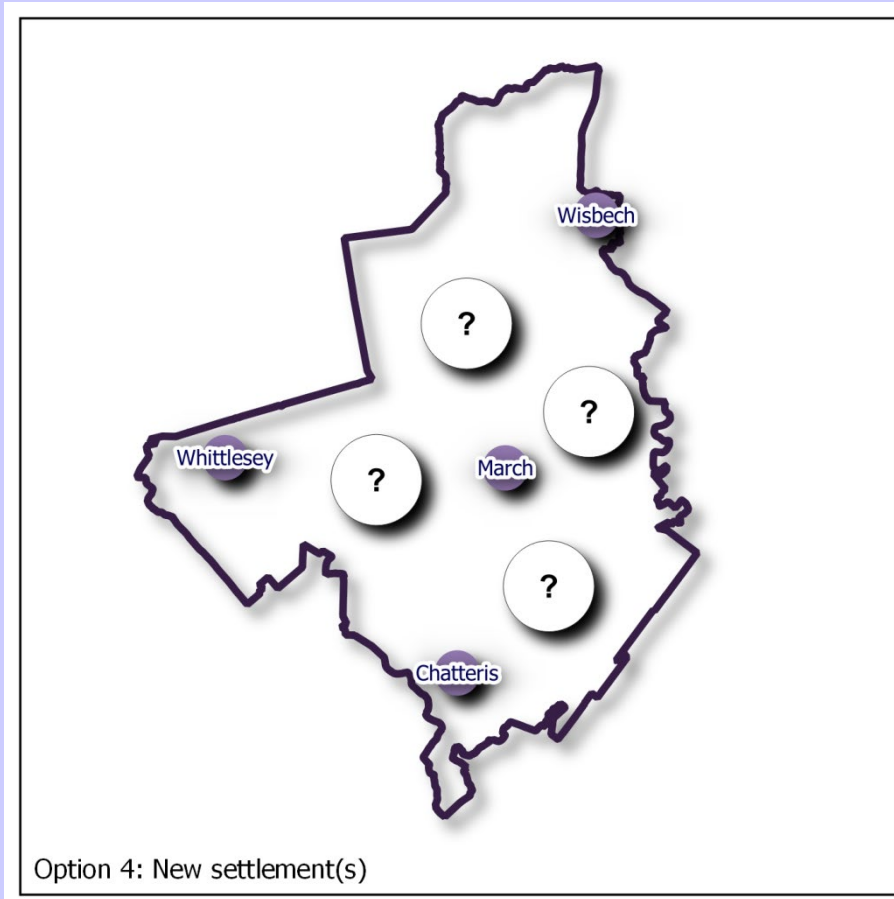 Wisbech
?
?
Whittlesey
March
?
?
Chatteris
Option 4: New settlement(s)